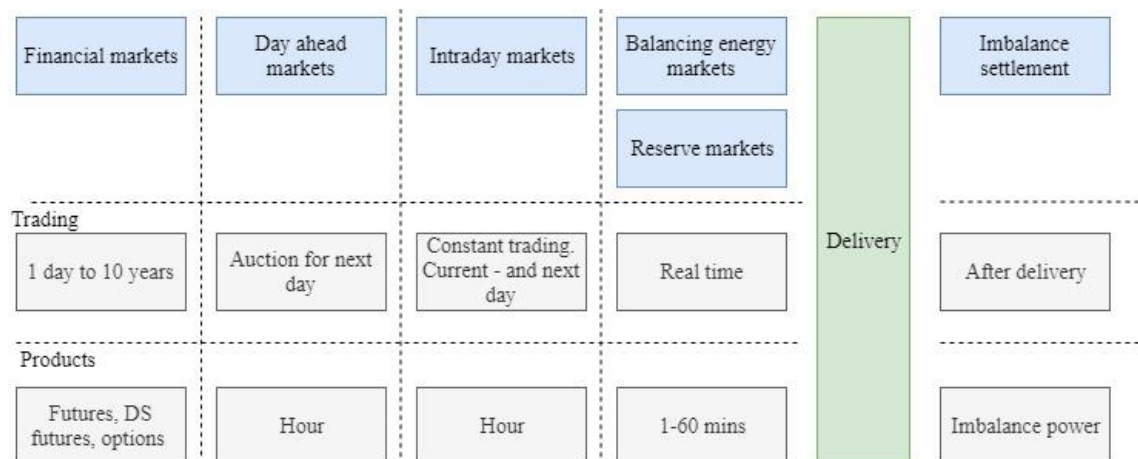 Financial markets
Day ahead
markets
Intraday markets
Balancing energy
markets
Imbalance
settlement
Reserve markets
Delivery
Trading
1 day to 10 years
Auction for next
day
Constant trading.
Current - and next
day
Real time
After delivery
Products
Futures, DS
futures, options
Hour
Hour
1-60 mins
Imbalance power